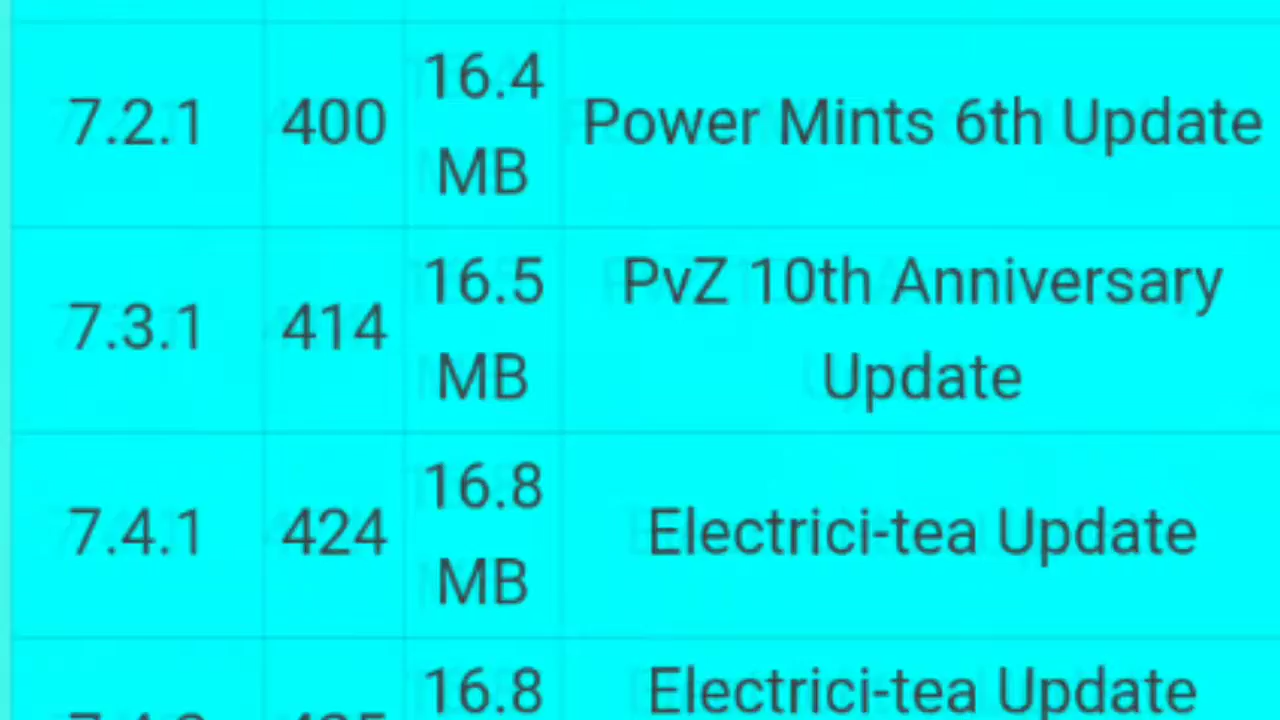 7.2.1 400 16.4 MB Power Mints 6th Update
7.3.1 414 16.5 MB PvZ 10th Anniversary Update
7.4.1 424 16.8 MB Electrici-tea Update
16.8 Electrici-tea Update